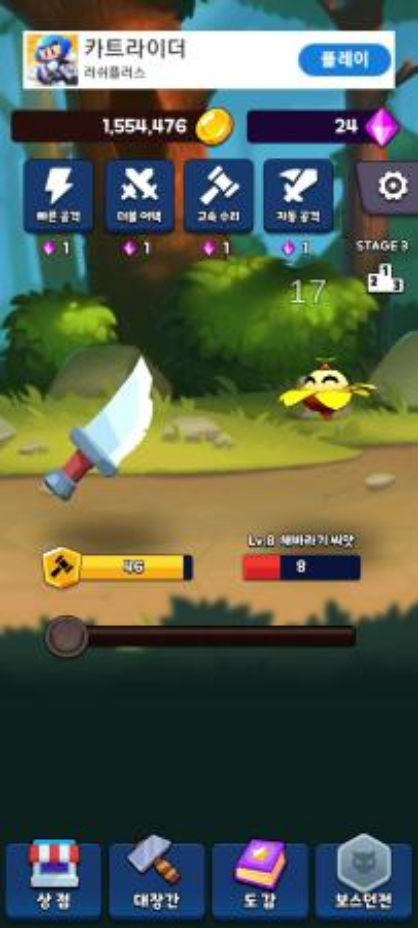 카트라이더
러쉬플러스
플레이
1,554,476
24
빠른 공격
더블 어택
고속 수리
자동 공격
1
1
1
1
STAGE 3
1
2
3
17
Lv.8 해바라기 씨앗
46
8
상점
대장간
도감
보스던전